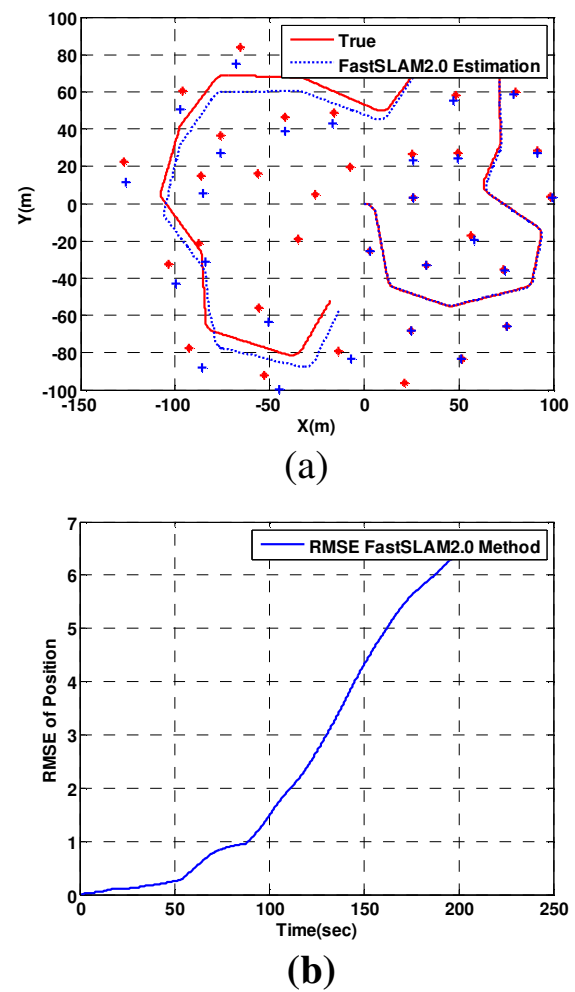 100
80
60
40
20
0
-20
-40
-60
-80
-100
Y(m)
True
FastSLAM2.0 Estimation
-150 -100 -50 0 50 100
X(m)
(a)
7
6
5
4
3
2
1
0
RMSE of Position
RMSE FastSLAM2.0 Method
0 50 100 150 200 250
Time(sec)
(b)